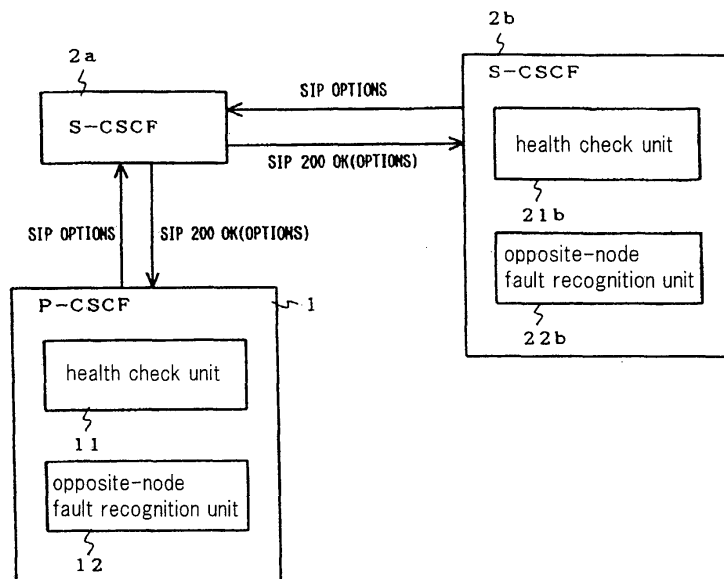 2b
2a
S-CSCF
SIP OPTIONS
S-CSCF
health check unit
SIP 200 OK(OPTIONS)
21b
SIP OPTIONS
SIP 200 OK(OPTIONS)
opposite-node
fault recognition unit
22b
P-CSCF
1
health check unit
11
opposite-node
fault recognition unit
12